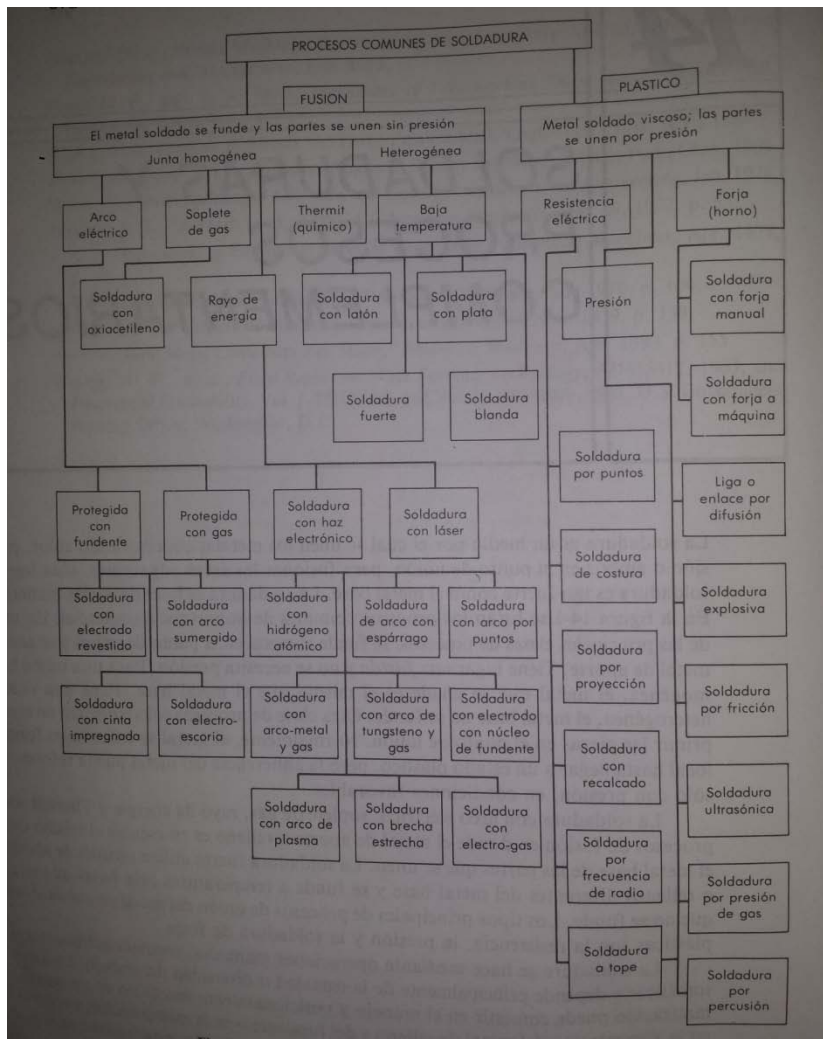 PROCESOS COMUNES DE SOLDADURA
FUSION
El metal soldado se funde y las partes se unen sin presión
Junta homogénea
Heterogénea
PLASTICO
Metal soldado viscoso; las partes
se unen por presión
Arco
eléctrico
Soplete
de gas
Thermit
(químico)
Baja
temperatura
Resistencia
eléctrica
Forja
(horno)
Soldadura
con
oxiacetileno
Rayo de
energía
Soldadura
con latón
Soldadura
con plata
Presión
Soldadura
con forja
manual
Soldadura
fuerte
Soldadura
blanda
Soldadura
con forja a
máquina
Soldadura
por puntos
Liga o
enlace por
difusión
Protegida
con
fundente
Protegida
con gas
Soldadura
con haz
electrónico
Soldadura
con láser
Soldadura
de costura
Soldadura
explosiva
Soldadura
con
electrodo
revestido
Soldadura
con arco
sumergido
Soldadura
con
hidrógeno
atómico
Soldadura
de arco con
espárrago
Soldadura
con arco por
puntos
Soldadura
por
proyección
Soldadura
por fricción
Soldadura
con cinta
impregnada
Soldadura
con electro-
escoria
Soldadura
con
arco-metal
y gas
Soldadura
con arco de
tungsteno y
gas
Soldadura
con electrodo
con núcleo
de fundente
Soldadura
con
recalcado
Soldadura
ultrasónica
Soldadura
con arco de
plasma
Soldadura
con brecha
estrecha
Soldadura
con
electro-gas
Soldadura
por
frecuencia
de radio
Soldadura
por presión
de gas
Soldadura
a tope
Soldadura
por
percusión